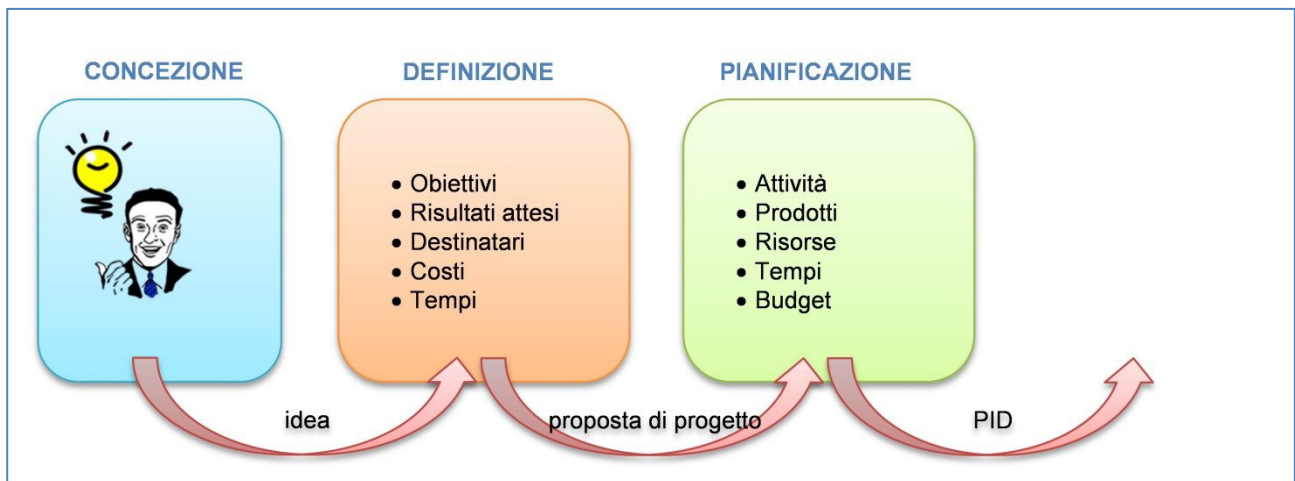 CONCEZIONE
DEFINIZIONE
PIANIFICAZIONE
• Obiettivi
• Risultati attesi
• Destinatari
• Costi
• Tempi
• Attività
• Prodotti
• Risorse
• Tempi
• Budget
idea
proposta di progetto
PID